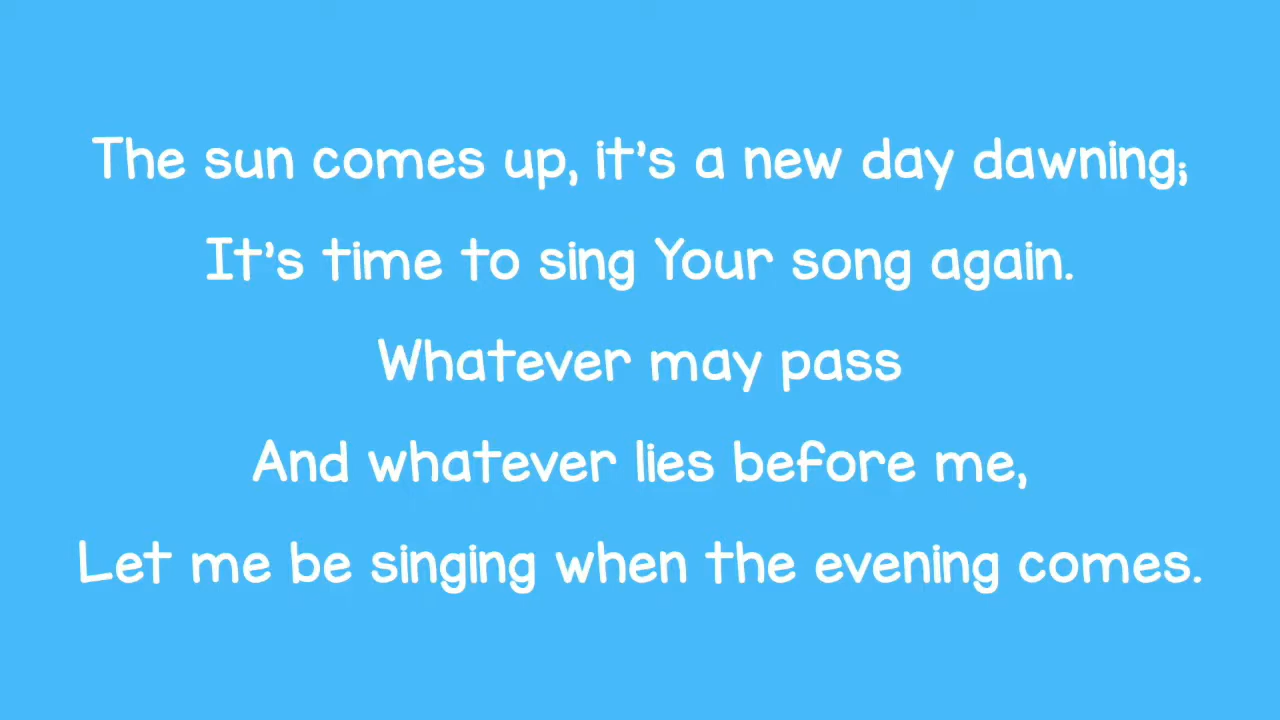 The sun comes up, it's a new day dawning;
It's time to sing Your song again.
Whatever may pass
And whatever lies before me,
Let me be singing when the evening comes.